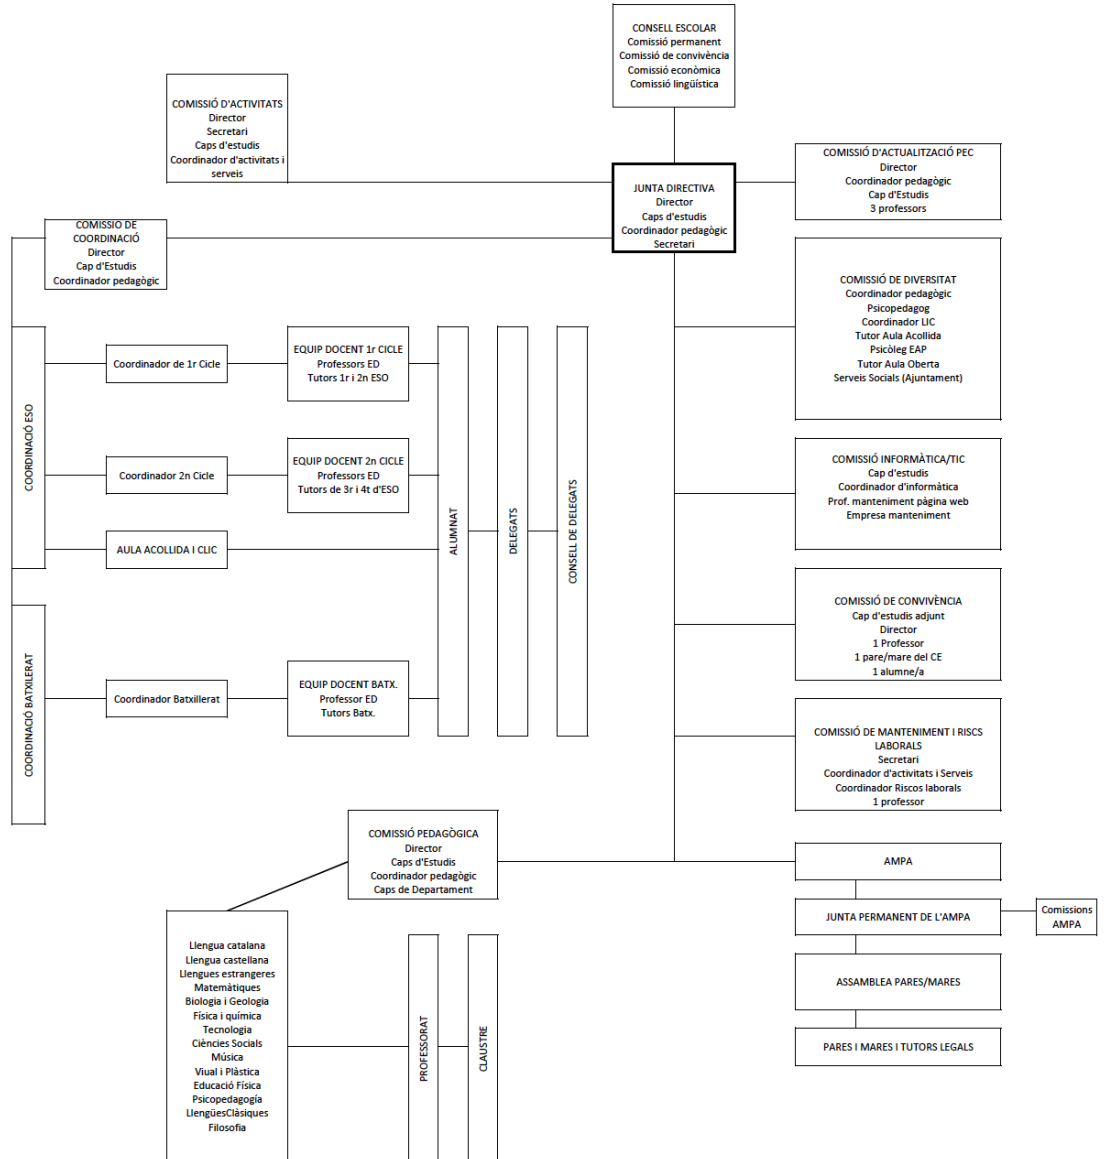 CONSELL ESCOLAR
Comissió permanent
Comissió de convivència
Comissió econòmica
Comissió lingüística
COMISSIÓ D'ACTIVITATS
Director
Secretari
Caps d'estudis
Coordinador d'activitats i
serveis
JUNTA DIRECTIVA
Director
Caps d'estudis
Coordinador pedagògic
Secretari
COMISSIÓ D'ACTUALITZACIÓ PEC
Director
Coordinador pedagògic
Cap d'Estudis
3 professors
COMISSIO DE
COORDINACIÓ
Director
Cap d'Estudis
Coordinador pedagògic
COMISSIÓ DE DIVERSITAT
Coordinador pedagògic
Psicopedagog
Coordinador LIC
Tutor Aula Acollida
Psicòleg EAP
Tutor Aula Oberta
Serveis Socials (Ajuntament)
COORDINACIÓ ESO
Coordinador de 1r Cicle
EQUIP DOCENT 1r CICLE
Professors ED
Tutors 1r i 2n ESO
Coordinador 2n Cicle
EQUIP DOCENT 2n CICLE
Professors ED
Tutors de 3r i 4t d'ESO
AULA ACOLLIDA I CLIC
ALUMNAT
DELEGATS
CONSELL DE DELEGATS
COMISSIÓ INFORMÀTICA/TIC
Cap d'estudis
Coordinador d'informàtica
Prof. manteniment pàgina web
Empresa manteniment
COMISSIÓ DE CONVIVÈNCIA
Cap d'estudis adjunt
Director
1 Professor
1 pare/mare del CE
1 alumne/a
COORDINACIÓ BATXILERAT
Coordinador Batxillerat
EQUIP DOCENT BATX.
Professor ED
Tutors Batx.
COMISSIÓ DE MANTENIMENT I RISCS
LABORALS
Secretari
Coordinador d'activitats i Serveis
Coordinador Riscos laborals
1 professor
COMISSIÓ PEDAGÒGICA
Director
Caps d'Estudis
Coordinador pedagògic
Caps de Departament
AMPA
JUNTA PERMANENT DE L'AMPA
Comissions
AMPA
ASSAMBLEA PARES/MARES
PARES I MARES I TUTORS LEGALS
Llengua catalana
Llengua castellana
Llengues estrangeres
Matemàtiques
Biologia i Geologia
Física i química
Tecnologia
Ciències Socials
Música
Viual i Plàstica
Educació Física
Psicopedagogía
LlengüesClàsiques
Filosofia
PROFESSORAT
CLAUSTRE